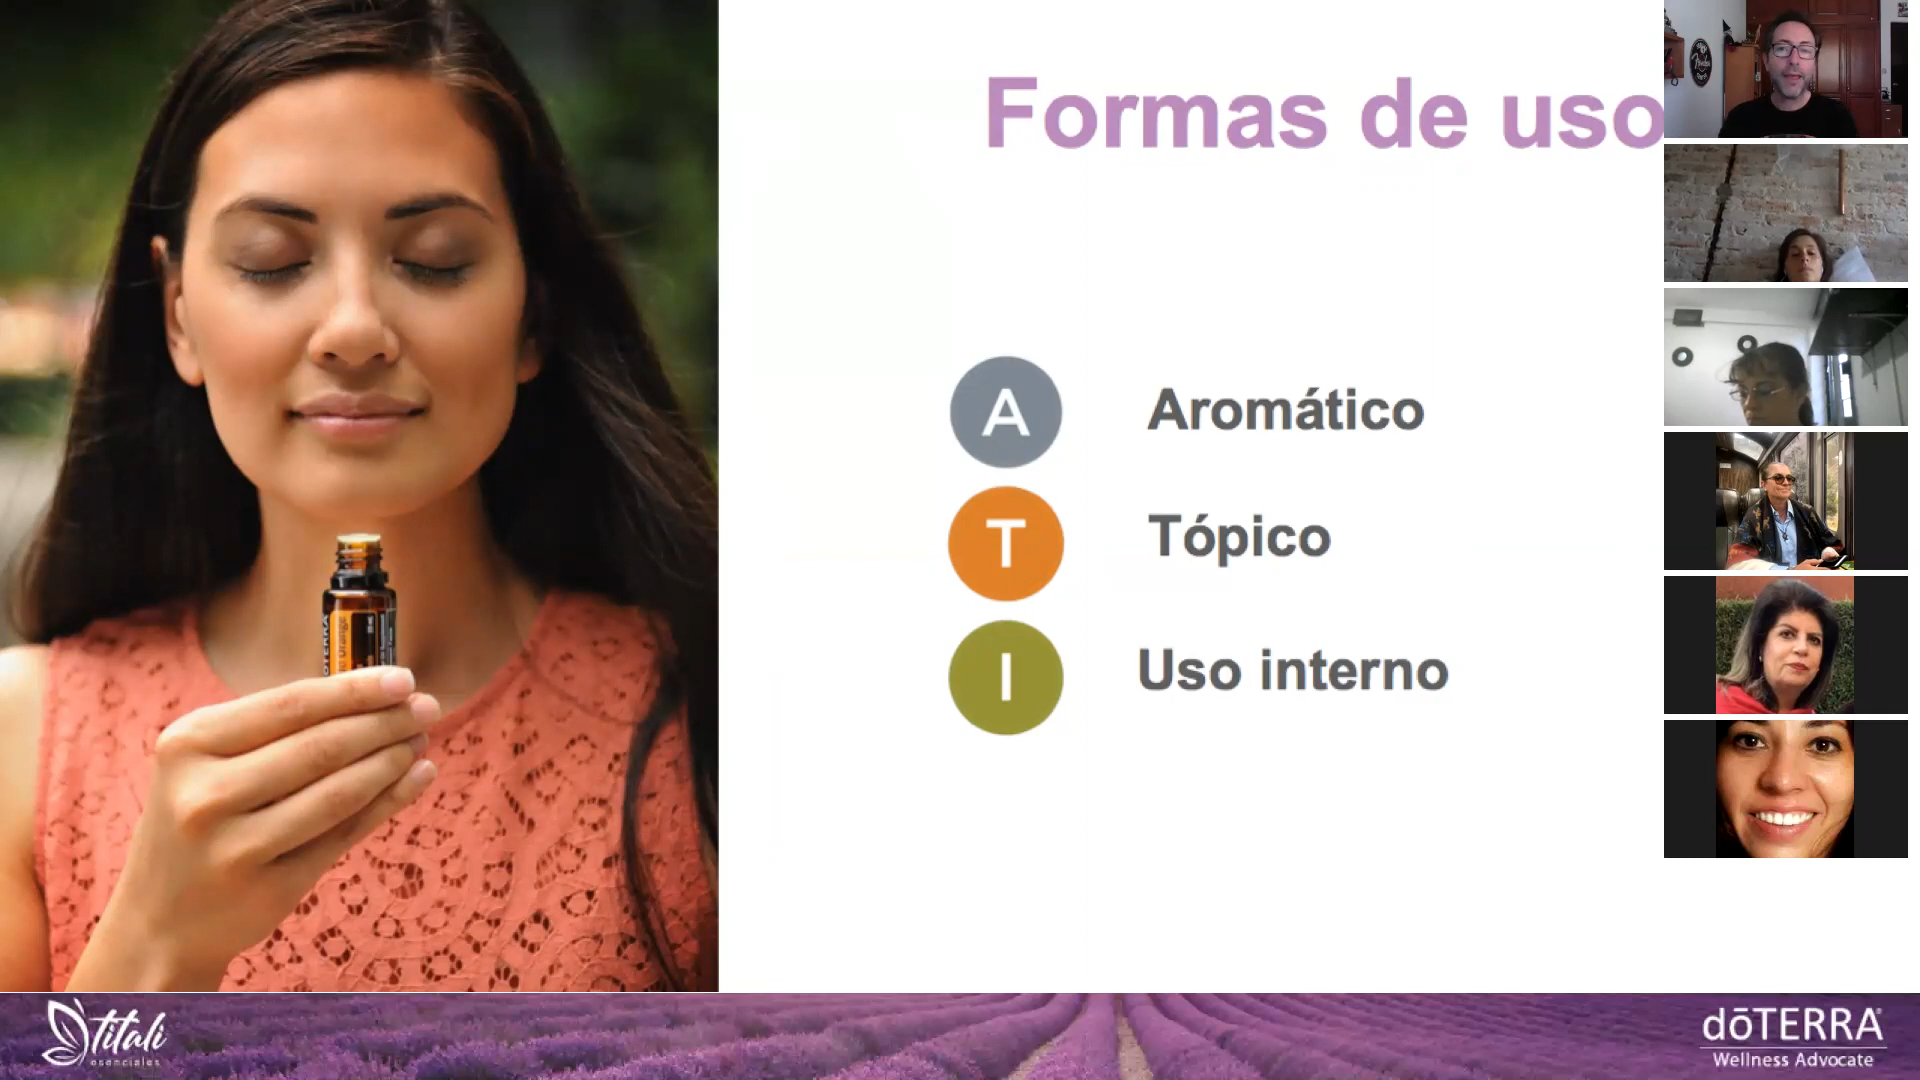 Formas de uso
A Aromático
T Tópico
I Uso interno
titali
esenciales
dōTERRA
Wellness Advocate